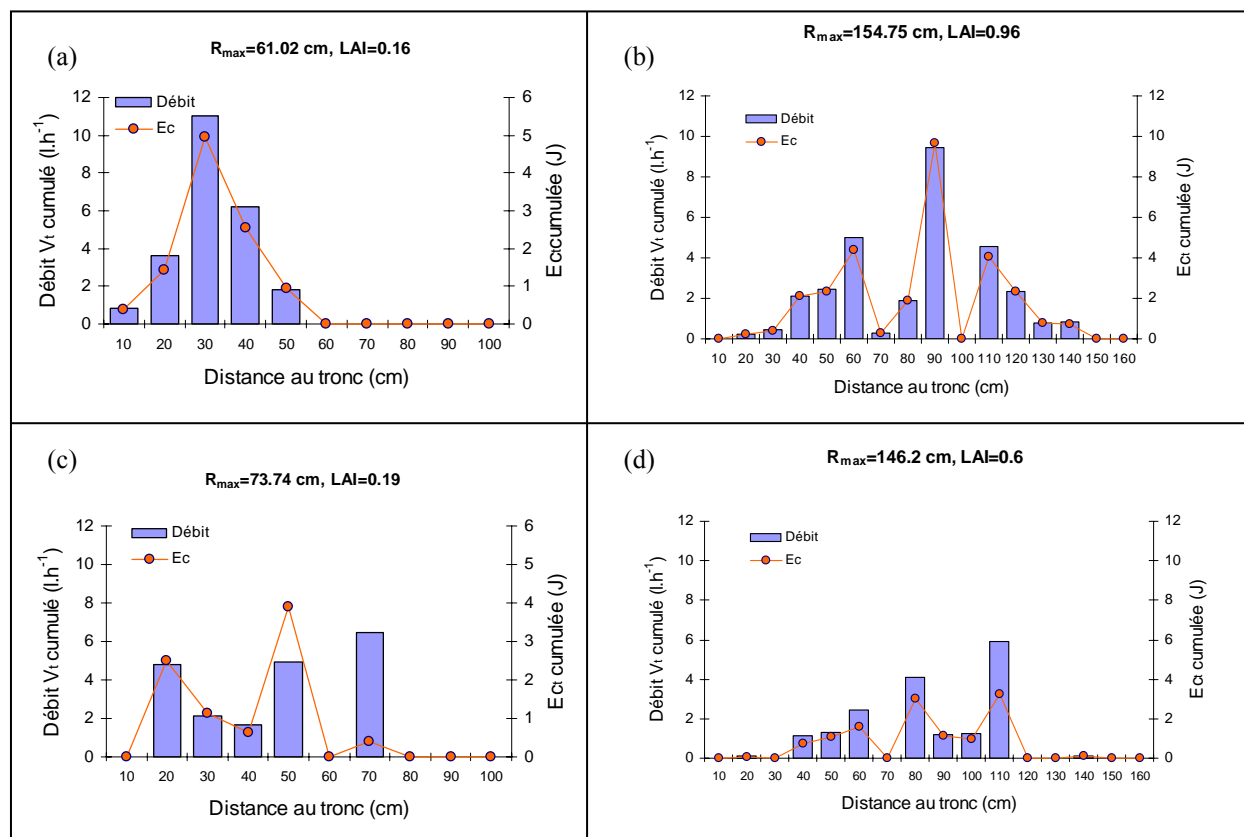 (a)
R_max=61.02 cm, LAI=0.16
Débit
Ec
Débit Vt cumulé (l.h⁻¹)
12
10
8
6
4
2
0
6
5
4
3
2
1
0
Ectcumulée (J)
10 20 30 40 50 60 70 80 90 100
Distance au tronc (cm)
(b)
R_max=154.75 cm, LAI=0.96
Débit
Ec
Débit Vt cumulé (l.h⁻¹)
12
10
8
6
4
2
0
12
10
8
6
4
2
0
Ect cumulée (J)
10 20 30 40 50 60 70 80 90 100 110 120 130 140 150 160
Distance au tronc (cm)
(c)
R_max=73.74 cm, LAI=0.19
Débit
Ec
Débit Vt cumulé (l.h⁻¹)
12
10
8
6
4
2
0
6
5
4
3
2
1
0
Ect cumulée (J)
10 20 30 40 50 60 70 80 90 100
Distance au tronc (cm)
(d)
R_max=146.2 cm, LAI=0.6
Débit
Ec
Débit Vt cumulé (l.h⁻¹)
12
10
8
6
4
2
0
12
10
8
6
4
2
0
Ect cumulée (J)
10 20 30 40 50 60 70 80 90 100 110 120 130 140 150 160
Distance au tronc (cm)